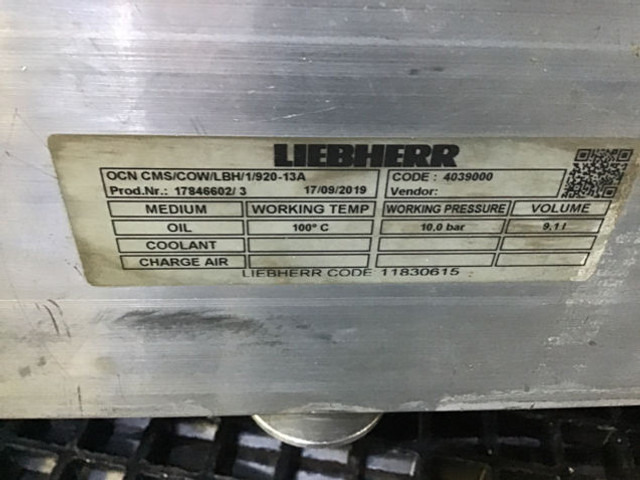 LIEBHERR
OCN CMS/COW/LBH/1/920-13A CODE : 4039000
Prod.Nr.: 17846602/ 3 17/09/2019 Vendor:
MEDIUM WORKING TEMP WORKING PRESSURE VOLUME
OIL 100° C 10,0 bar 9,1 l
COOLANT
CHARGE AIR
LIEBHERR CODE 11830615